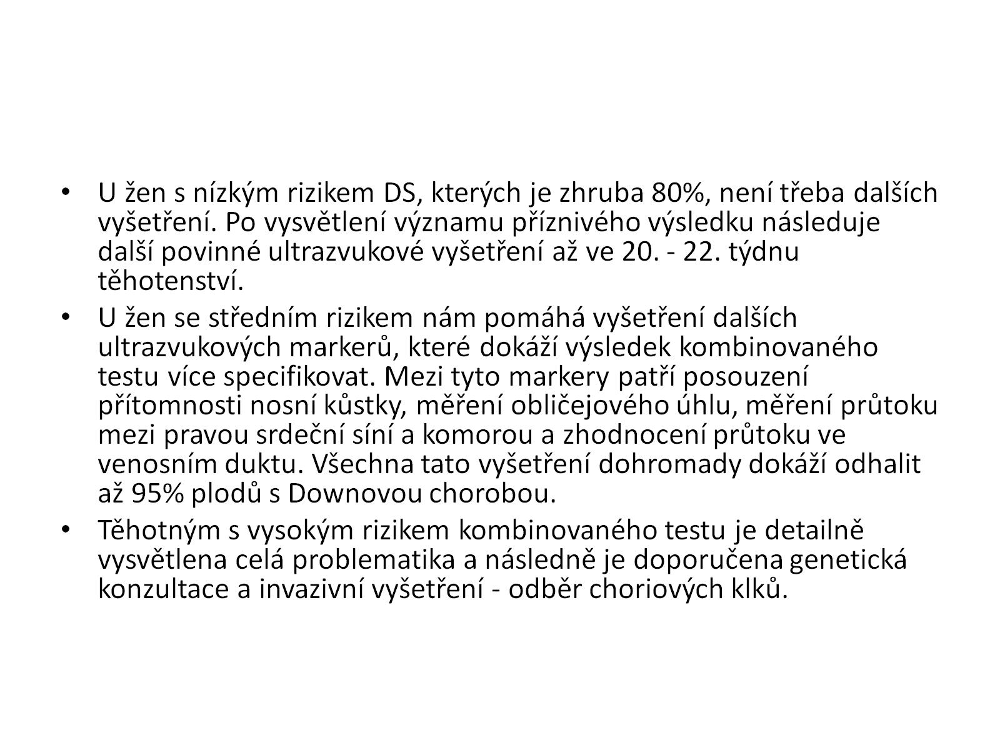 • U žen s nízkým rizikem DS, kterých je zhruba 80%, není třeba dalších
vyšetření. Po vysvětlení významu příznivého výsledku následuje
další povinné ultrazvukové vyšetření až ve 20. - 22. týdnu
těhotenství.
• U žen se středním rizikem nám pomáhá vyšetření dalších
ultrazvukových markerů, které dokáží výsledek kombinovaného
testu více specifikovat. Mezi tyto markery patří posouzení
přítomnosti nosní kůstky, měření obličejového úhlu, měření průtoku
mezi pravou srdeční síní a komorou a zhodnocení průtoku ve
venosním duktu. Všechna tato vyšetření dohromady dokáží odhalit
až 95% plodů s Downovou chorobou.
• Těhotným s vysokým rizikem kombinovaného testu je detailně
vysvětlena celá problematika a následně je doporučena genetická
konzultace a invazivní vyšetření - odběr choriových klků.